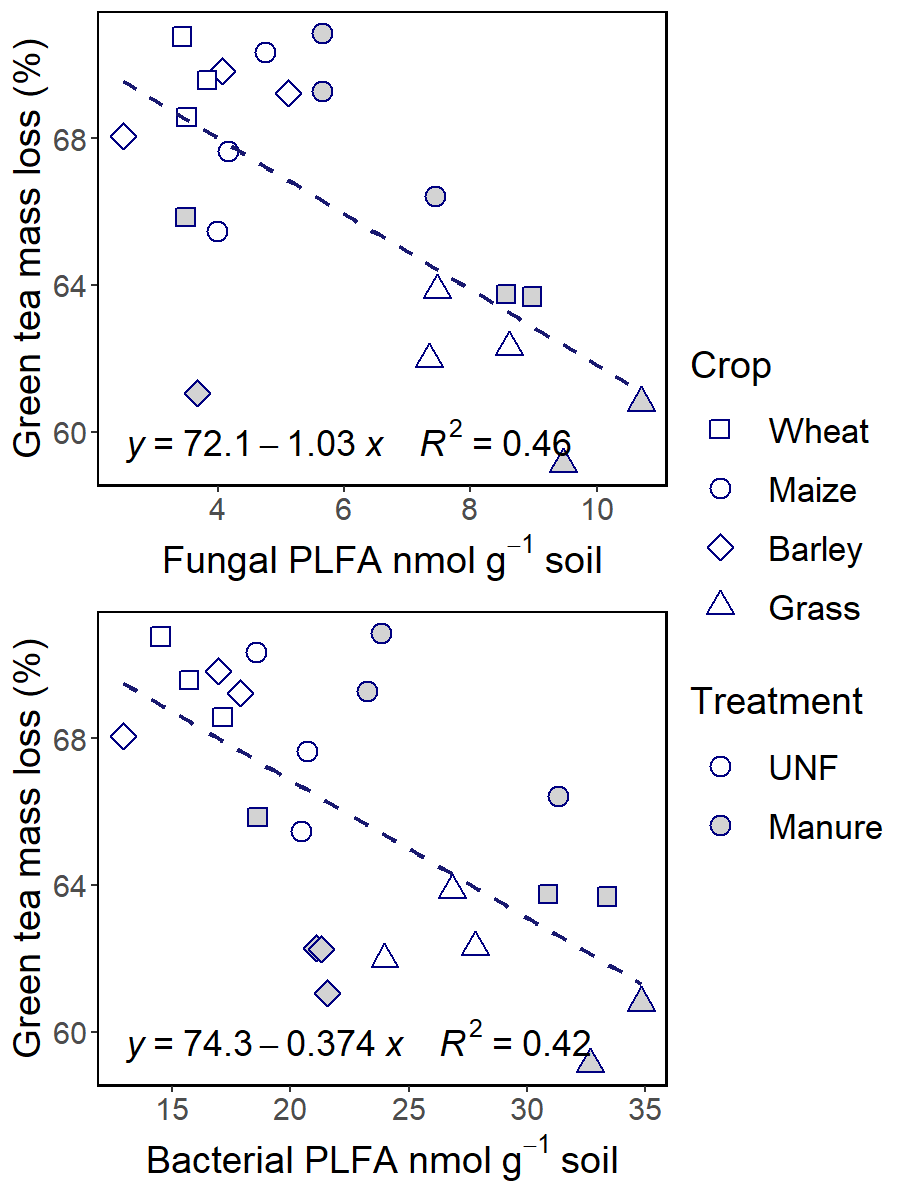 Green tea mass loss (%)
68
64
60
y = 72.1 – 1.03 x R² = 0.46
4 6 8 10
Fungal PLFA nmol g⁻¹ soil
Green tea mass loss (%)
68
64
60
y = 74.3 – 0.374 x R² = 0.42
15 20 25 30 35
Bacterial PLFA nmol g⁻¹ soil
Crop
Wheat
Maize
Barley
Grass
Treatment
UNF
Manure